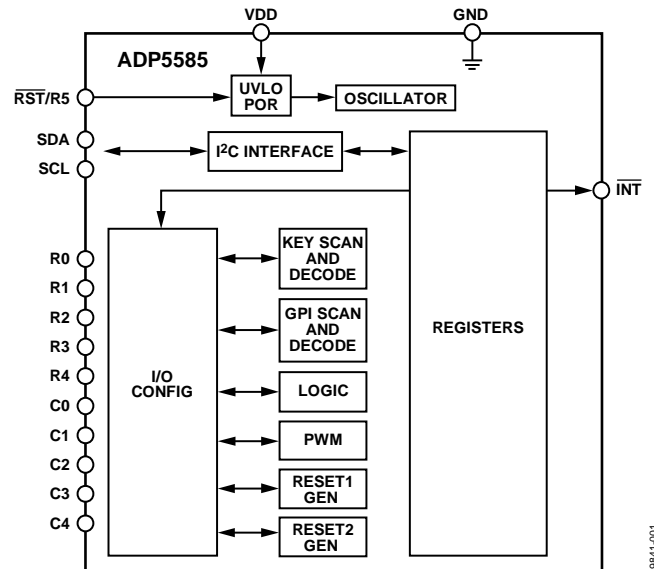 VDD
GND
ADP5585
RST/R5
UVLO
POR
OSCILLATOR
SDA
SCL
I²C INTERFACE
INT
R0
R1
R2
R3
R4
C0
C1
C2
C3
C4
I/O
CONFIG
KEY SCAN
AND
DECODE
GPI SCAN
AND
DECODE
LOGIC
PWM
RESET1
GEN
RESET2
GEN
REGISTERS
9841-001